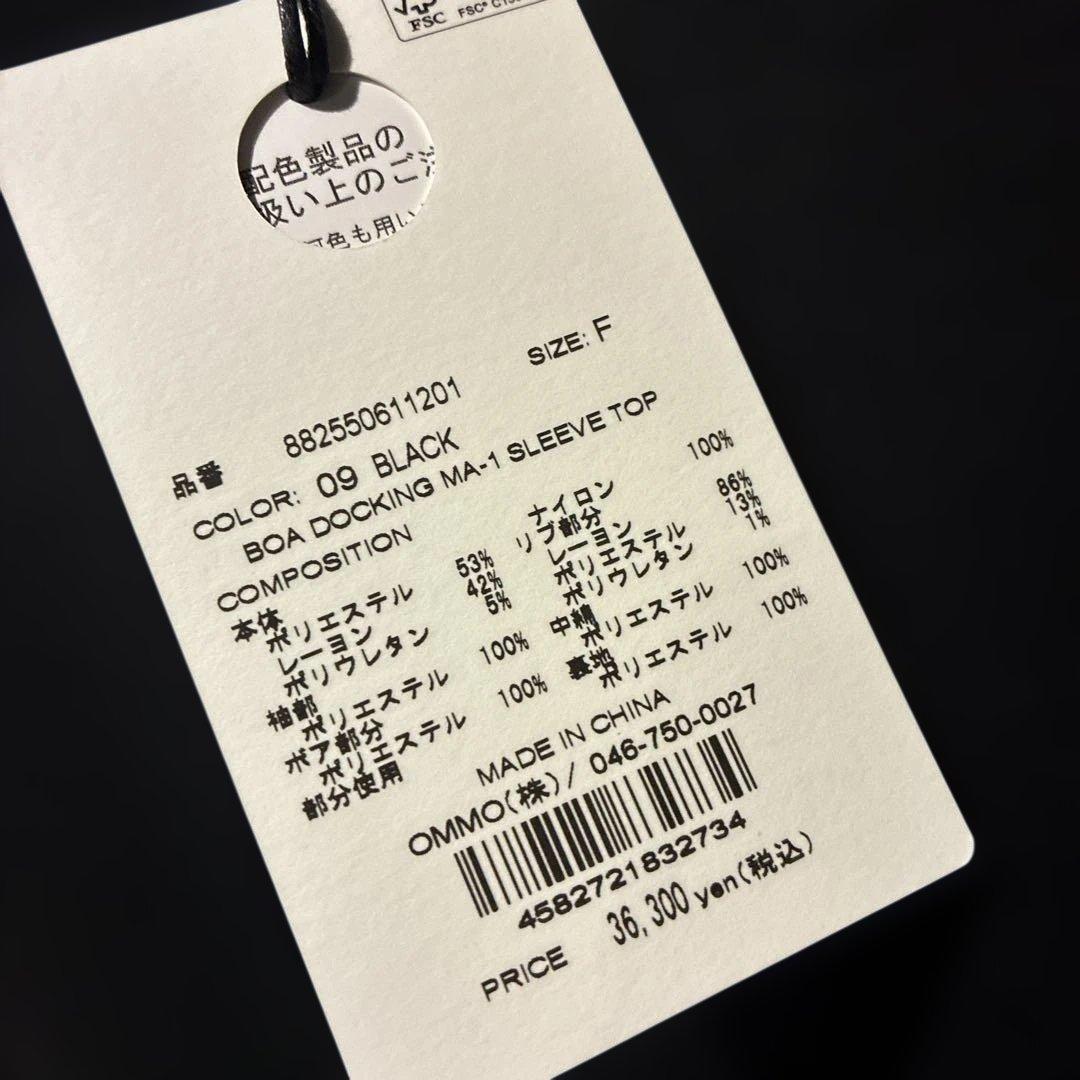 FSC
FSC® C
配色製品の
扱い上のご注
配色も用い
品番 882550611201 SIZE: F
COLOR: 09 BLACK
BOA DOCKING MA-1 SLEEVE TOP
COMPOSITION
本体
ポリエステル 53%
レーヨン 42%
ポリウレタン 5%
袖部
ポリエステル 100%
ボア部分
ポリエステル 100%
部分使用
ナイロン 100%
リブ部分
レーヨン 86%
ポリエステル 13%
ポリウレタン 1%
中綿
ポリエステル 100%
裏地
ポリエステル 100%
MADE IN CHINA
OMMO(株)/ 046-750-0027
4582721832734
PRICE 36,300 yen(税込)